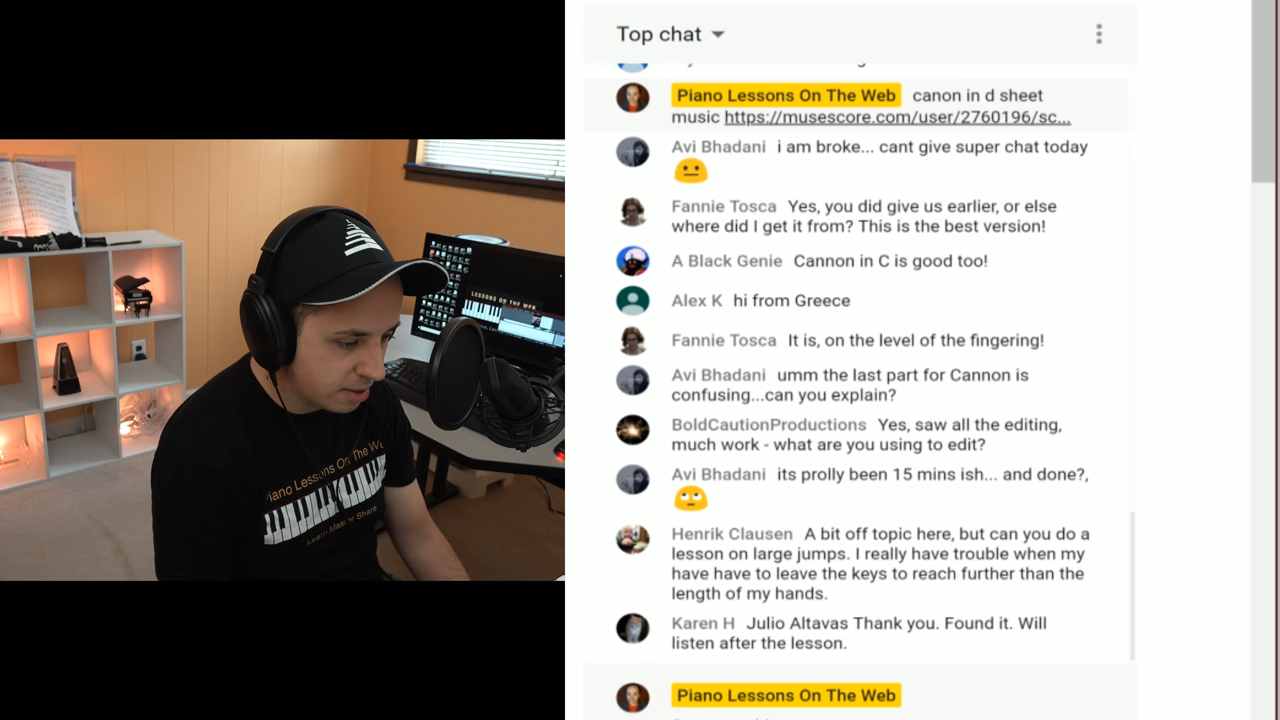 Top chat
Piano Lessons On The Web canon in d sheet
music https://musescore.com/user/2760196/sc...
Avi Bhadani i am broke... cant give super chat today
Fannie Tosca Yes, you did give us earlier, or else
where did I get it from? This is the best version!
A Black Genie Cannon in C is good too!
Alex K hi from Greece
Fannie Tosca It is, on the level of the fingering!
Avi Bhadani umm the last part for Cannon is
confusing...can you explain?
BoldCautionProductions Yes, saw all the editing,
much work - what are you using to edit?
Avi Bhadani its prolly been 15 mins ish... and done?,
Henrik Clausen A bit off topic here, but can you do a
lesson on large jumps. I really have trouble when my
have have to leave the keys to reach further than the
length of my hands.
Karen H Julio Altavas Thank you. Found it. Will
listen after the lesson.
Piano Lessons On The Web
LESSONS ON THE WEB
Piano Lessons On The We
Learn Master Share